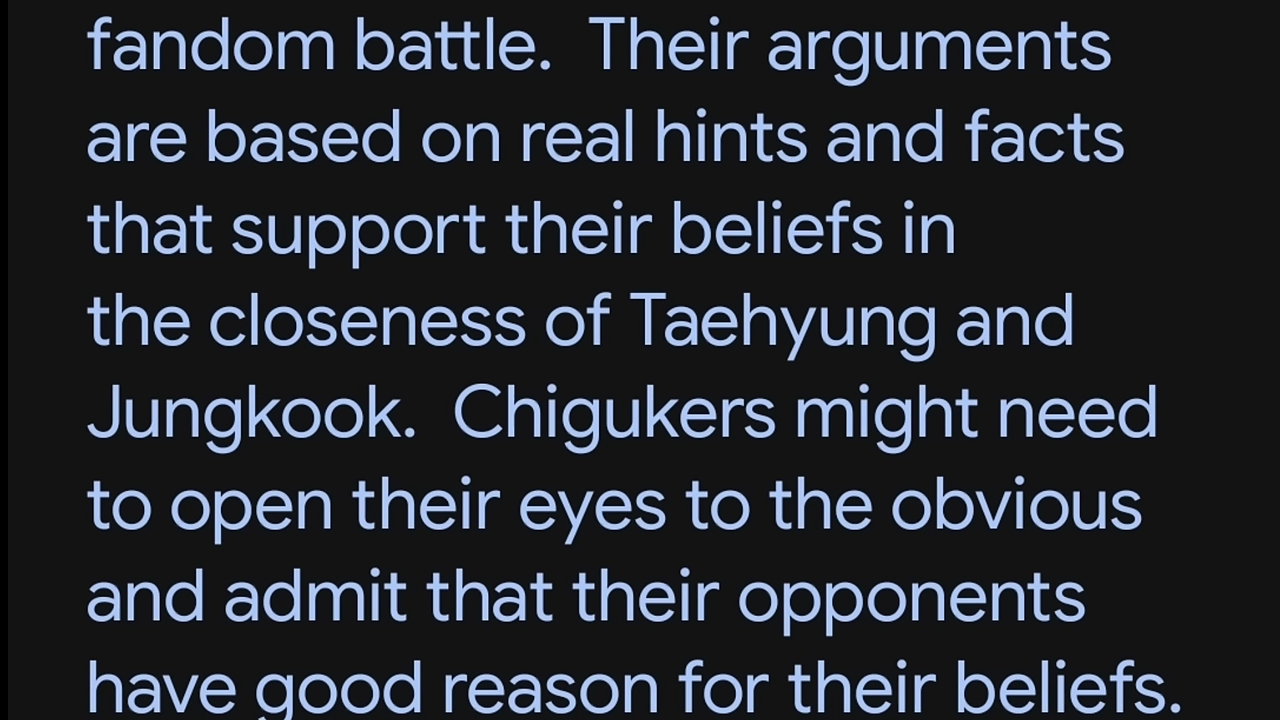 fandom battle.  Their arguments
are based on real hints and facts
that support their beliefs in
the closeness of Taehyung and
Jungkook.  Chigukers might need
to open their eyes to the obvious
and admit that their opponents
have good reason for their beliefs.